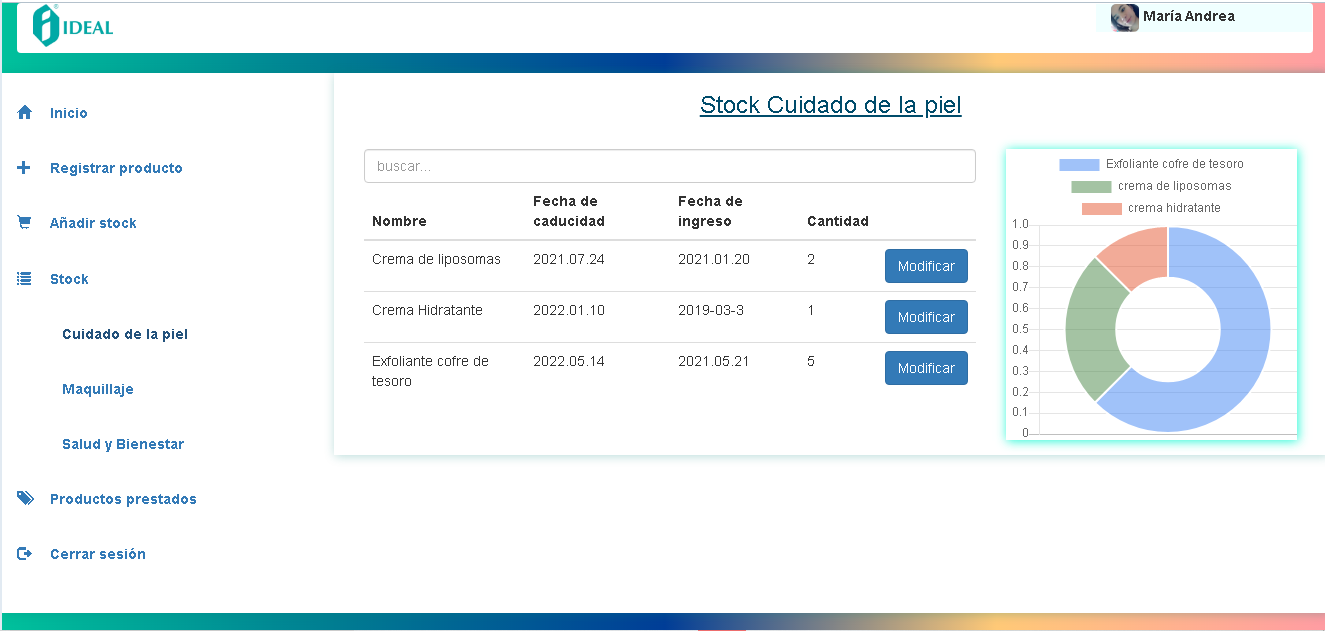 IDEAL
María Andrea
Inicio
Registrar producto
Añadir stock
Stock
Cuidado de la piel
Maquillaje
Salud y Bienestar
Productos prestados
Cerrar sesión
Stock Cuidado de la piel
buscar...
Nombre Fecha de caducidad Fecha de ingreso Cantidad
Crema de liposomas 2021.07.24 2021.01.20 2 Modificar
Crema Hidratante 2022.01.10 2019-03-3 1 Modificar
Exfoliante cofre de tesoro 2022.05.14 2021.05.21 5 Modificar
Exfoliante cofre de tesoro
crema de liposomas
crema hidratante
1.0
0.9
0.8
0.7
0.6
0.5
0.4
0.3
0.2
0.1
0